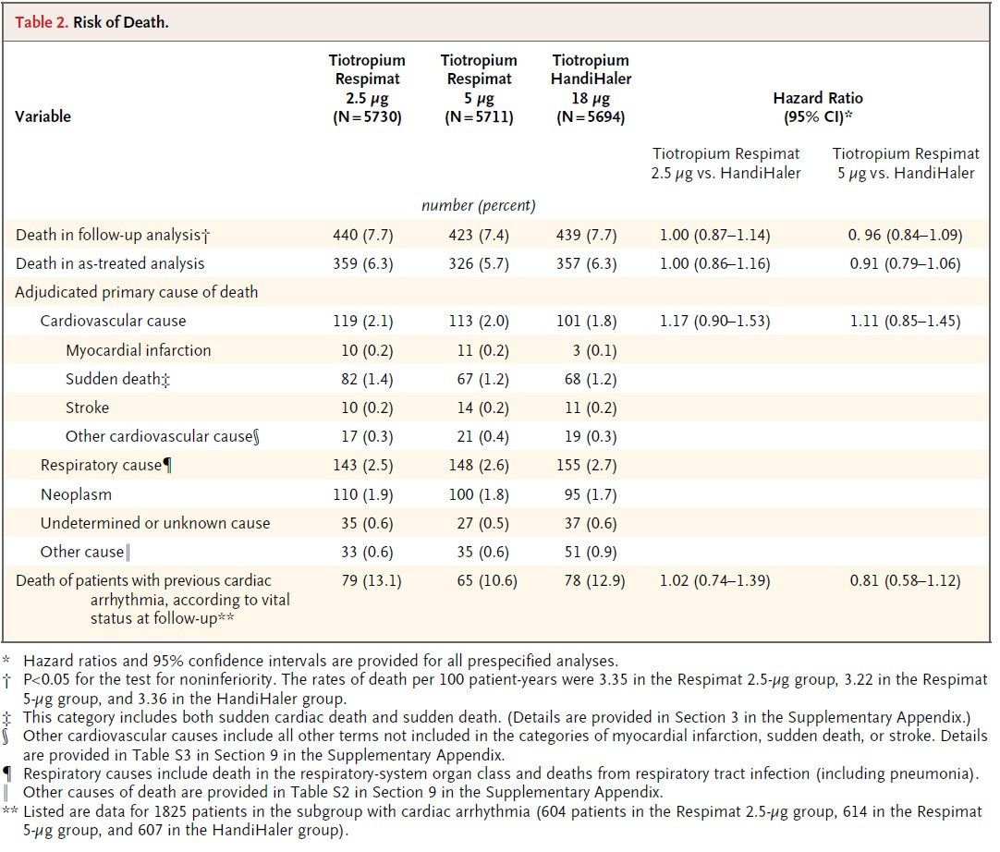 Table 2. Risk of Death.
Variable Tiotropium Respimat 2.5 µg (N=5730) Tiotropium Respimat 5 µg (N=5711) Tiotropium HandiHaler 18 µg (N=5694) Hazard Ratio (95% CI)*
Tiotropium Respimat 2.5 µg vs. HandiHaler Tiotropium Respimat 5 µg vs. HandiHaler
number (percent)
Death in follow-up analysis† 440 (7.7) 423 (7.4) 439 (7.7) 1.00 (0.87–1.14) 0. 96 (0.84–1.09)
Death in as-treated analysis 359 (6.3) 326 (5.7) 357 (6.3) 1.00 (0.86–1.16) 0.91 (0.79–1.06)
Adjudicated primary cause of death
Cardiovascular cause 119 (2.1) 113 (2.0) 101 (1.8) 1.17 (0.90–1.53) 1.11 (0.85–1.45)
Myocardial infarction 10 (0.2) 11 (0.2) 3 (0.1)
Sudden death‡ 82 (1.4) 67 (1.2) 68 (1.2)
Stroke 10 (0.2) 14 (0.2) 11 (0.2)
Other cardiovascular cause§ 17 (0.3) 21 (0.4) 19 (0.3)
Respiratory cause¶ 143 (2.5) 148 (2.6) 155 (2.7)
Neoplasm 110 (1.9) 100 (1.8) 95 (1.7)
Undetermined or unknown cause 35 (0.6) 27 (0.5) 37 (0.6)
Other cause‖ 33 (0.6) 35 (0.6) 51 (0.9)
Death of patients with previous cardiac 79 (13.1) 65 (10.6) 78 (12.9) 1.02 (0.74–1.39) 0.81 (0.58–1.12)
arrhythmia, according to vital
status at follow-up**
* Hazard ratios and 95% confidence intervals are provided for all prespecified analyses.
† P<0.05 for the test for noninferiority. The rates of death per 100 patient-years were 3.35 in the Respimat 2.5-µg group, 3.22 in the Respimat
5-µg group, and 3.36 in the HandiHaler group.
‡ This category includes both sudden cardiac death and sudden death. (Details are provided in Section 3 in the Supplementary Appendix.)
§ Other cardiovascular causes include all other terms not included in the categories of myocardial infarction, sudden death, or stroke. Details
are provided in Table S3 in Section 9 in the Supplementary Appendix.
¶ Respiratory causes include death in the respiratory-system organ class and deaths from respiratory tract infection (including pneumonia).
‖ Other causes of death are provided in Table S2 in Section 9 in the Supplementary Appendix.
** Listed are data for 1825 patients in the subgroup with cardiac arrhythmia (604 patients in the Respimat 2.5-µg group, 614 in the Respimat
5-µg group, and 607 in the HandiHaler group).